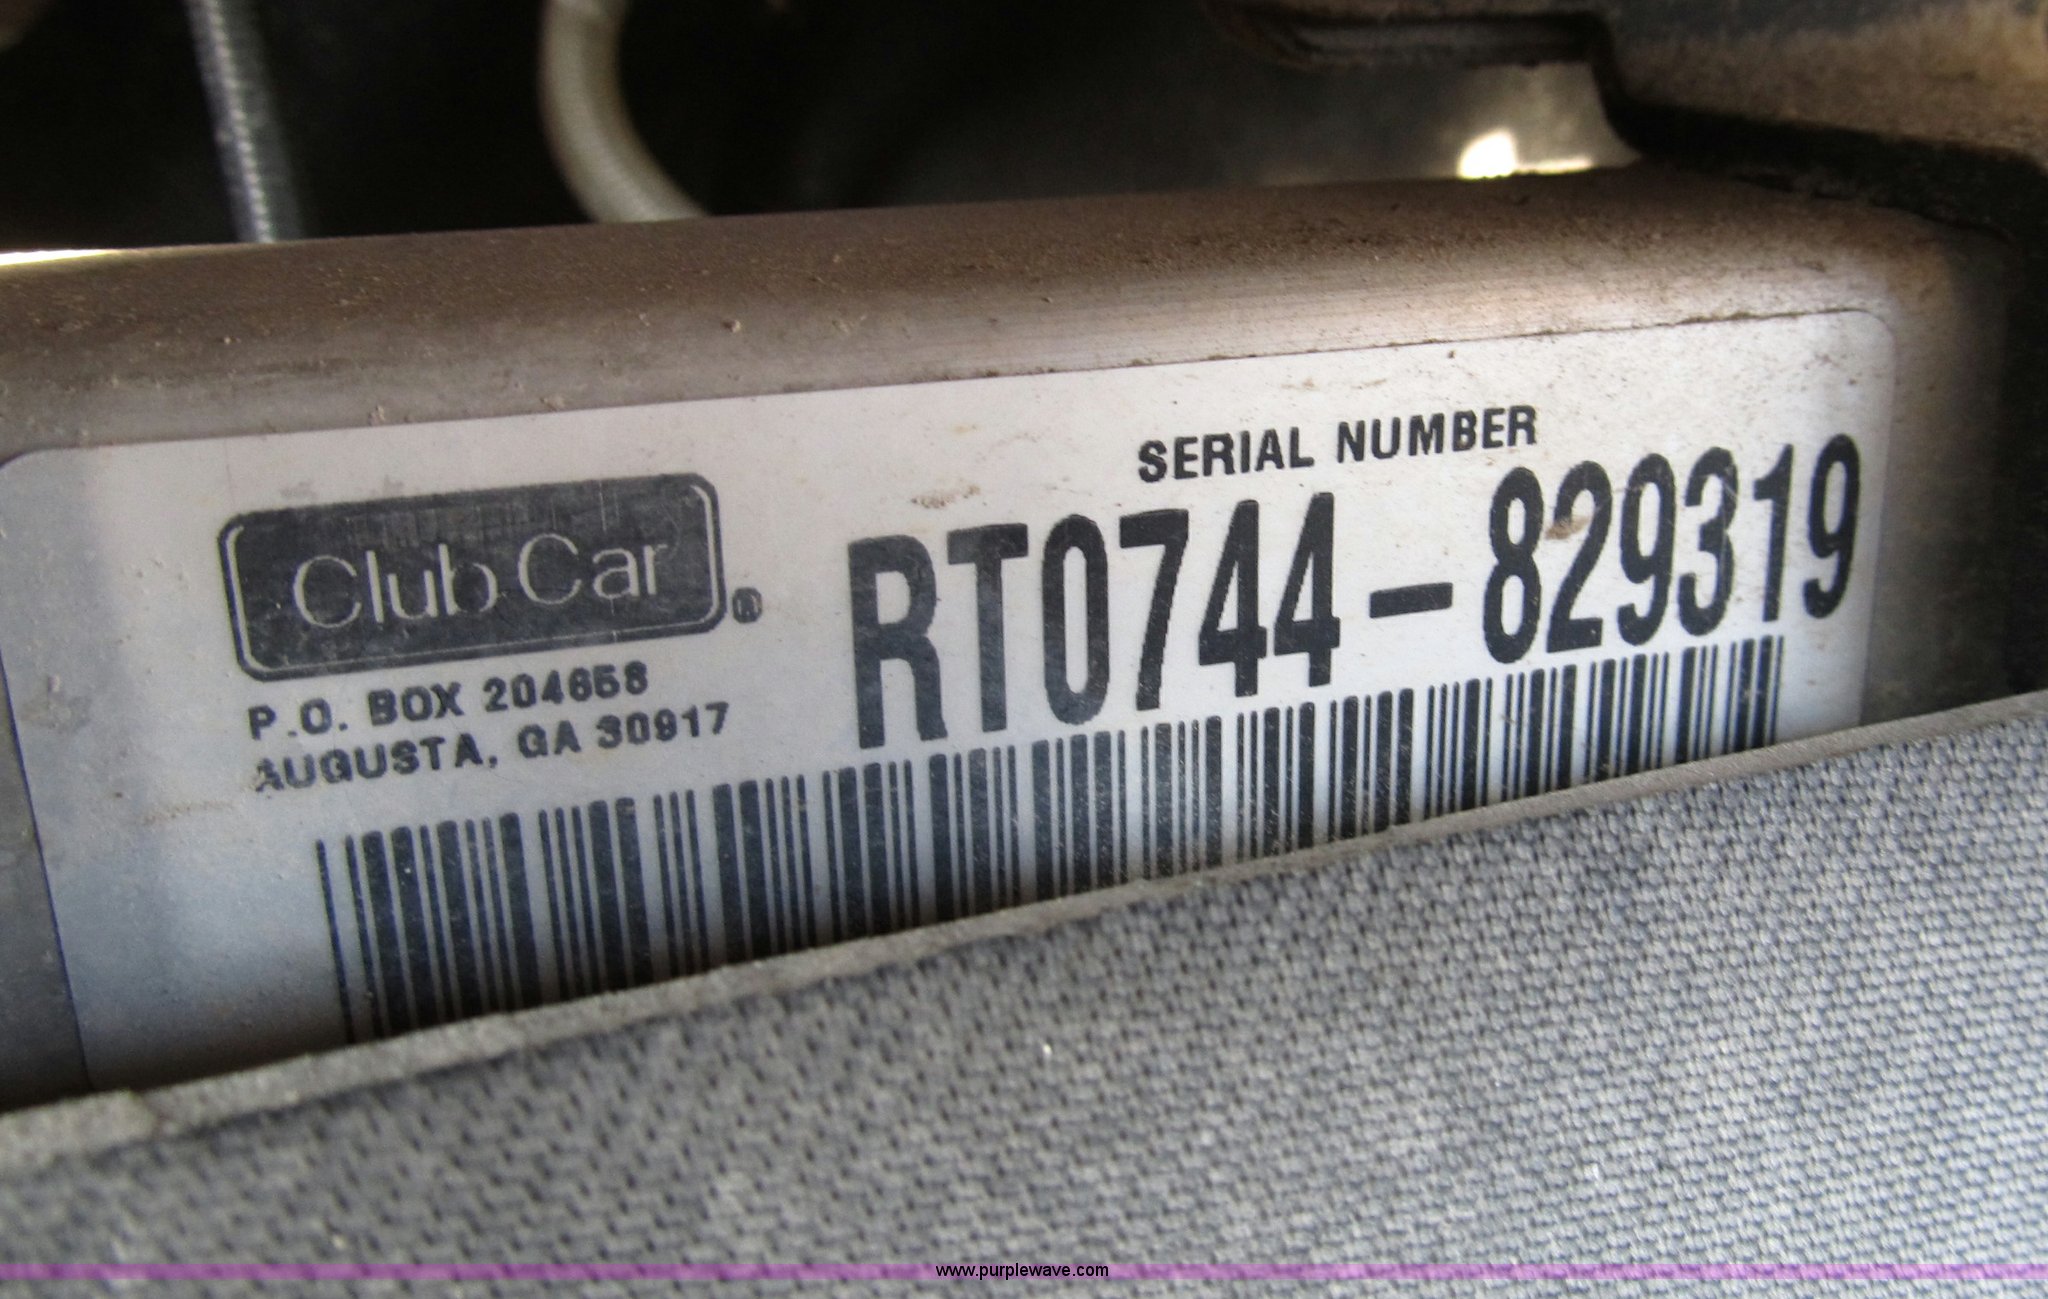 SERIAL NUMBER
Club Car®
RT0744-829319
P.O. BOX 204658
AUGUSTA, GA 30917
www.purplewave.com